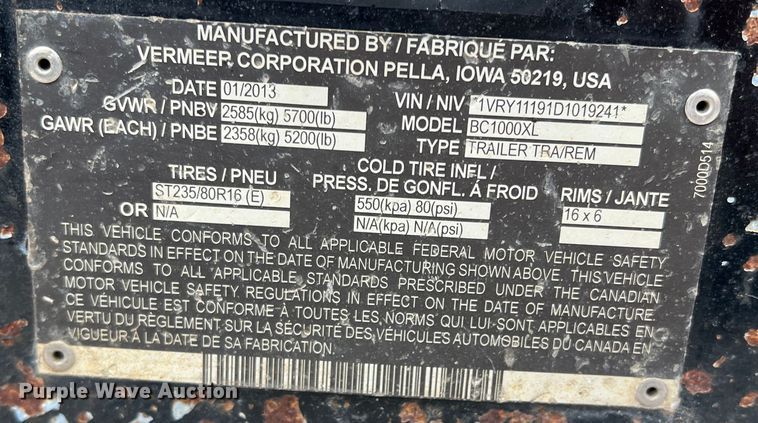 MANUFACTURED BY / FABRIQUÉ PAR:
VERMEER CORPORATION PELLA, IOWA 50219, USA
DATE 01/2013 VIN / NIV *1VRY11191D1019241*
GVWR / PNBV 2585(kg) 5700(lb) MODEL BC1000XL
GAWR (EACH) / PNBE 2358(kg) 5200(lb) TYPE TRAILER TRA/REM
TIRES / PNEU COLD TIRE INFL / PRESS. DE GONFL. À FROID RIMS / JANTE
ST235/80R16 (E) 550(kpa) 80(psi) 16 x 6
OR N/A N/A(kpa) N/A(psi)
THIS VEHICLE CONFORMS TO ALL APPLICABLE FEDERAL MOTOR VEHICLE SAFETY
STANDARDS IN EFFECT ON THE DATE OF MANUFACTURING SHOWN ABOVE. THIS VEHICLE
CONFORMS TO ALL APPLICABLE STANDARDS PRESCRIBED UNDER THE CANADIAN
MOTOR VEHICLE SAFETY REGULATIONS IN EFFECT ON THE DATE OF MANUFACTURE.
CE VÉHICULE EST CONFORME À TOUTES LES NORMS QUI LUI SONT APPLICABLES EN
VERTU DU RÈGLEMENT SUR LA SÉCURITÉ DES VÉHICULES AUTOMOBILES DU CANADA EN
VIGUEUR À LA DATE DE SA FABRICATION.
7000D514
Purple Wave Auction